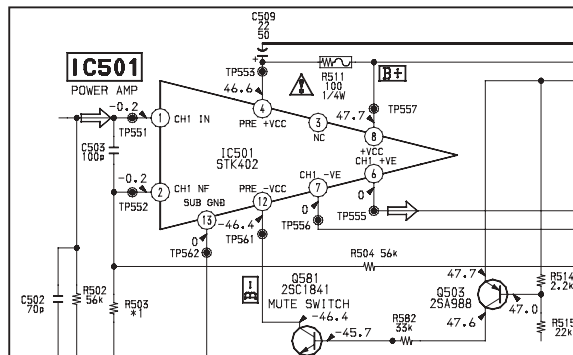 C509
22
50
+
IC501
POWER AMP
TP553
46.6
R511
100
1/4W
B+
TP557
47.7
-0.2
TP551
1
CH1 IN
4
PRE +VCC
3
NC
8
+VCC
C503
100p
IC501
STK402
CH1 +VE
6
-0.2
TP552
2
CH1 NF
SUB GND
13
PRE -VCC
12
CH1 -VE
7
0
TP562
-46.4
TP561
0
TP556
0
TP555
R504 56k
C502
70p
R502
56k
R503
*1
I
Q581
2SC1841
MUTE SWITCH
-46.4
-45.7
R582
33k
Q503
2SA988
47.7
47.6
47.0
R514
2.2k
R515
22k